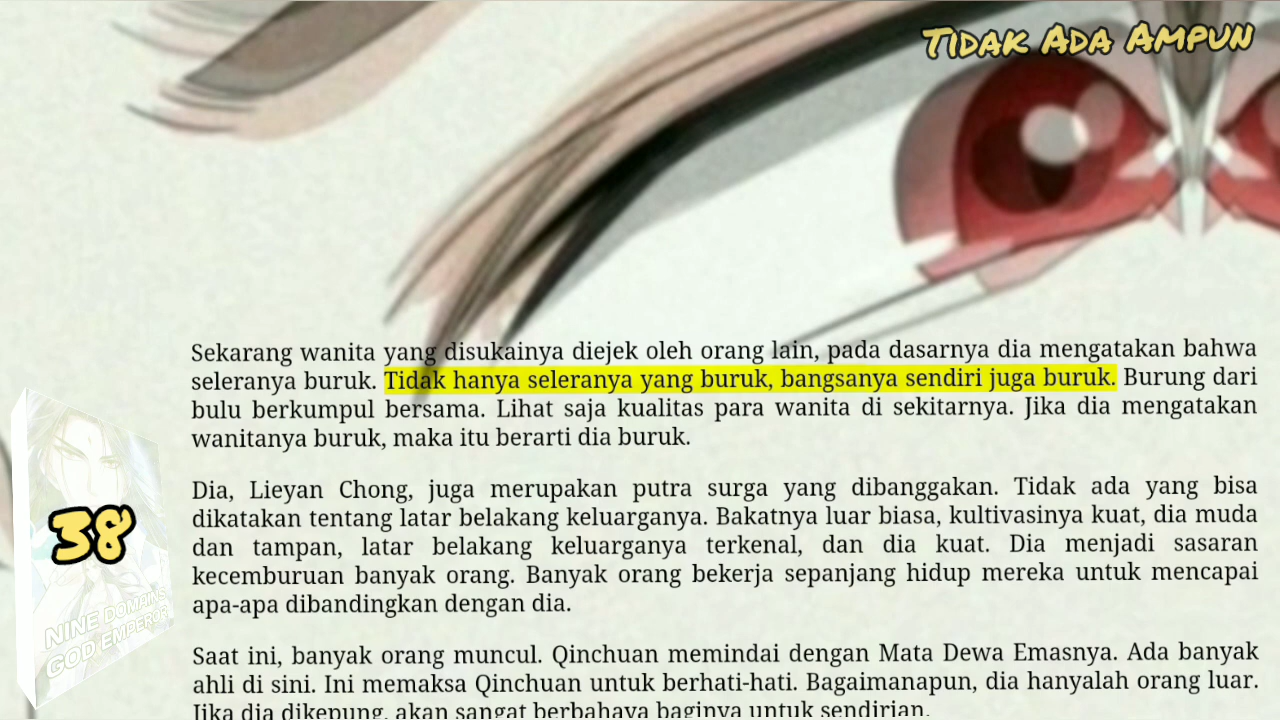 Tidak Ada Ampun
Sekarang wanita yang disukainya diejek oleh orang lain, pada dasarnya dia mengatakan bahwa
seleranya buruk. Tidak hanya seleranya yang buruk, bangsanya sendiri juga buruk. Burung dari
bulu berkumpul bersama. Lihat saja kualitas para wanita di sekitarnya. Jika dia mengatakan
wanitanya buruk, maka itu berarti dia buruk.
Dia, Lieyan Chong, juga merupakan putra surga yang dibanggakan. Tidak ada yang bisa
dikatakan tentang latar belakang keluarganya. Bakatnya luar biasa, kultivasinya kuat, dia muda
dan tampan, latar belakang keluarganya terkenal, dan dia kuat. Dia menjadi sasaran
kecemburuan banyak orang. Banyak orang bekerja sepanjang hidup mereka untuk mencapai
apa-apa dibandingkan dengan dia.
Saat ini, banyak orang muncul. Qinchuan memindai dengan Mata Dewa Emasnya. Ada banyak
ahli di sini. Ini memaksa Qinchuan untuk berhati-hati. Bagaimanapun, dia hanyalah orang luar.
Jika dia dikepung, akan sangat berbahaya baginya untuk sendirian.
38
NINE DOMAINS
GOD EMPEROR